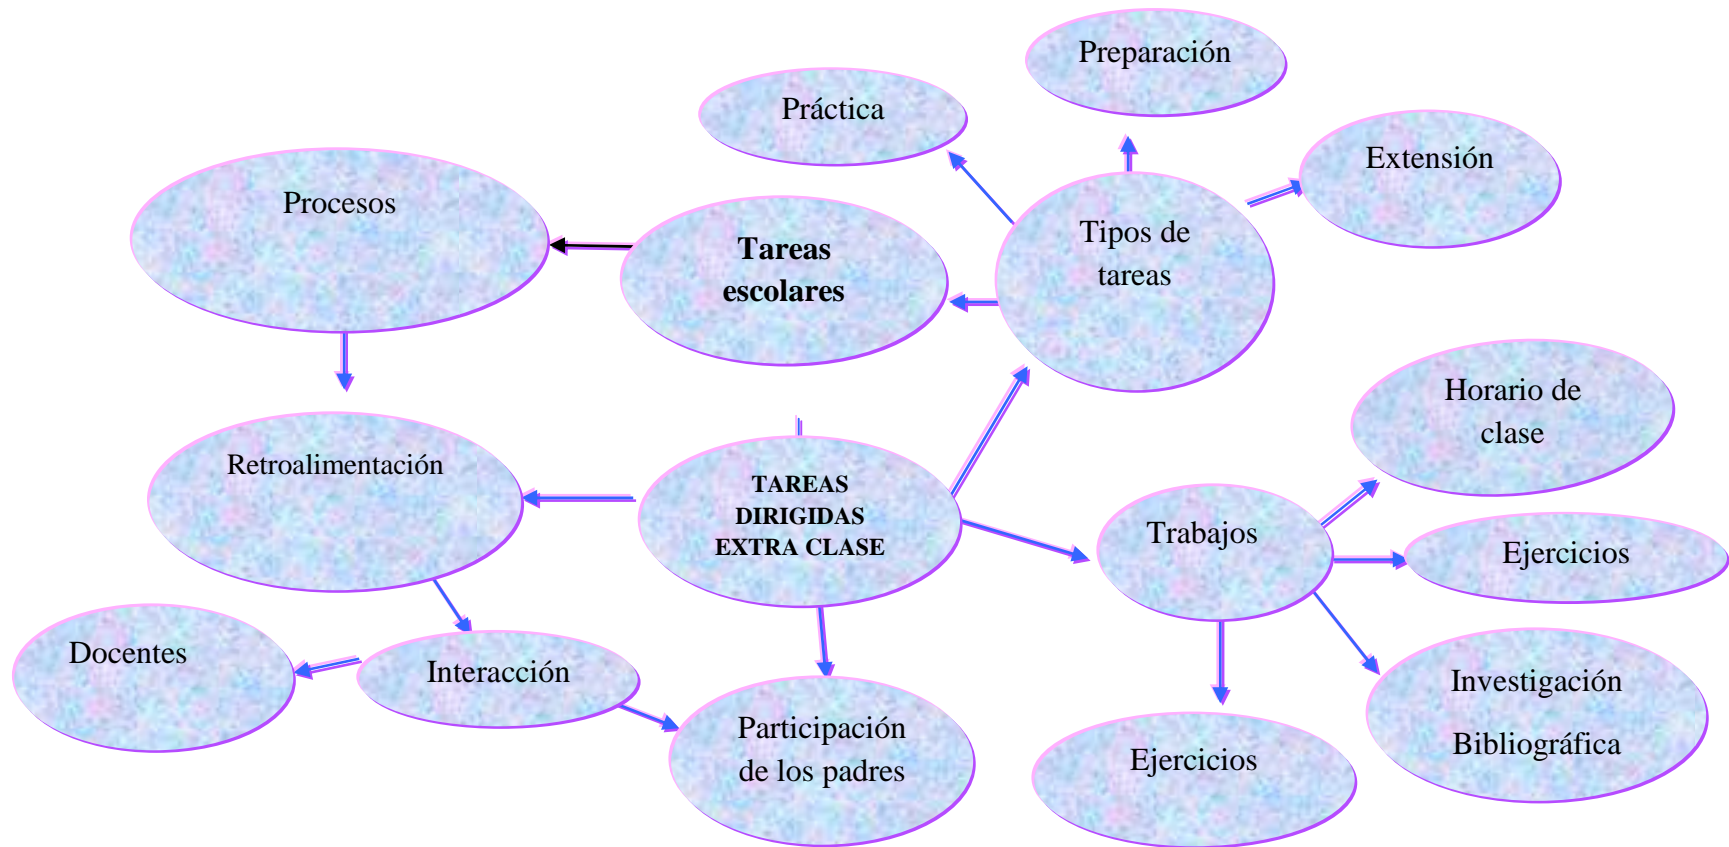 Preparación
Práctica
Extensión
Procesos
Tareas
escolares
Tipos de
tareas
Horario de
clase
Retroalimentación
TAREAS
DIRIGIDAS
EXTRA CLASE
Trabajos
Ejercicios
Docentes
Interacción
Participación
de los padres
Ejercicios
Investigación
Bibliográfica